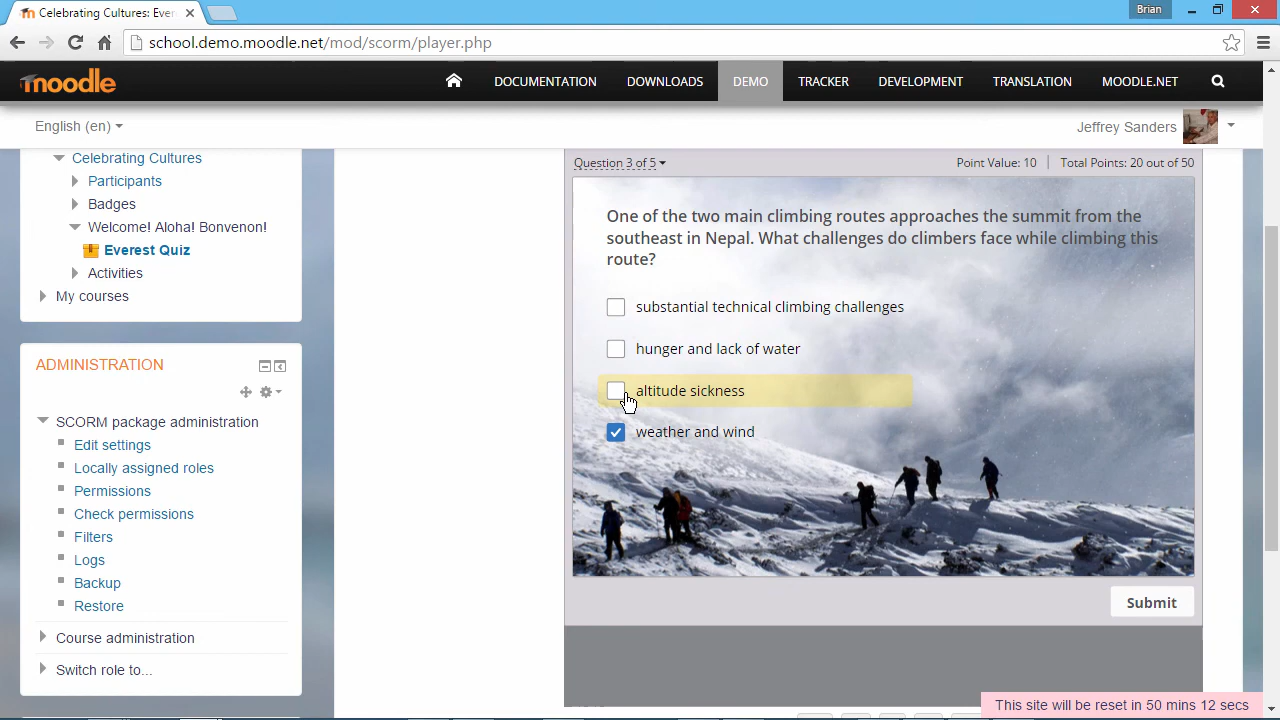 Celebrating Cultures: Ever
Brian
school.demo.moodle.net/mod/scorm/player.php
moodle
DOCUMENTATION
DOWNLOADS
DEMO
TRACKER
DEVELOPMENT
TRANSLATION
MOODLE.NET
English (en)
Jeffrey Sanders
Celebrating Cultures
Participants
Badges
Welcome! Aloha! Bonvenon!
Everest Quiz
Activities
My courses
ADMINISTRATION
SCORM package administration
Edit settings
Locally assigned roles
Permissions
Check permissions
Filters
Logs
Backup
Restore
Course administration
Switch role to...
Question 3 of 5
Point Value: 10 | Total Points: 20 out of 50
One of the two main climbing routes approaches the summit from the
southeast in Nepal. What challenges do climbers face while climbing this
route?
substantial technical climbing challenges
hunger and lack of water
altitude sickness
weather and wind
Submit
This site will be reset in 50 mins 12 secs